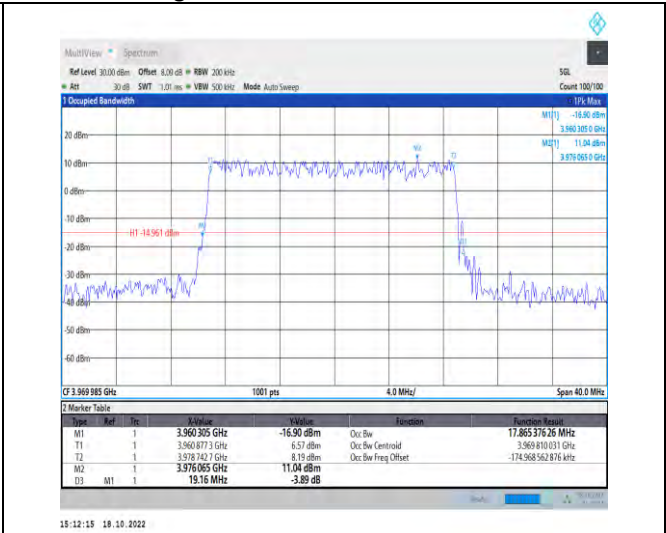 MultiView Spectrum
Ref Level 30.00 dBm Offset 8.09 dB RBW 200 kHz SGL
Att 30 dB SWT 1.01 ms VBW 500 kHz Mode Auto Sweep Count 100/100
1 Occupied Bandwidth 1Pk Max
M1[1] -16.90 dBm
3.960 305 0 GHz
20 dBm M2[1] 11.04 dBm
3.976 065 0 GHz
M2
T1 T2
10 dBm
0 dBm
-10 dBm
M1
H1 -14.961 dBm
D3
-20 dBm
-30 dBm
-40 dBm
-50 dBm
-60 dBm
CF 3.969 985 GHz 1001 pts 4.0 MHz/ Span 40.0 MHz
2 Marker Table
Type Ref Trc X-Value Y-Value Function Function Result
M1 1 3.960 305 GHz -16.90 dBm Occ Bw 17.865 376 26 MHz
T1 1 3.960 877 3 GHz 6.57 dBm Occ Bw Centroid 3.969 810 031 GHz
T2 1 3.978 742 7 GHz 8.19 dBm Occ Bw Freq Offset -174.968 562 876 kHz
M2 1 3.976 065 GHz 11.04 dBm
D3 M1 1 19.16 MHz -3.89 dB
15:12:15 18.10.2022